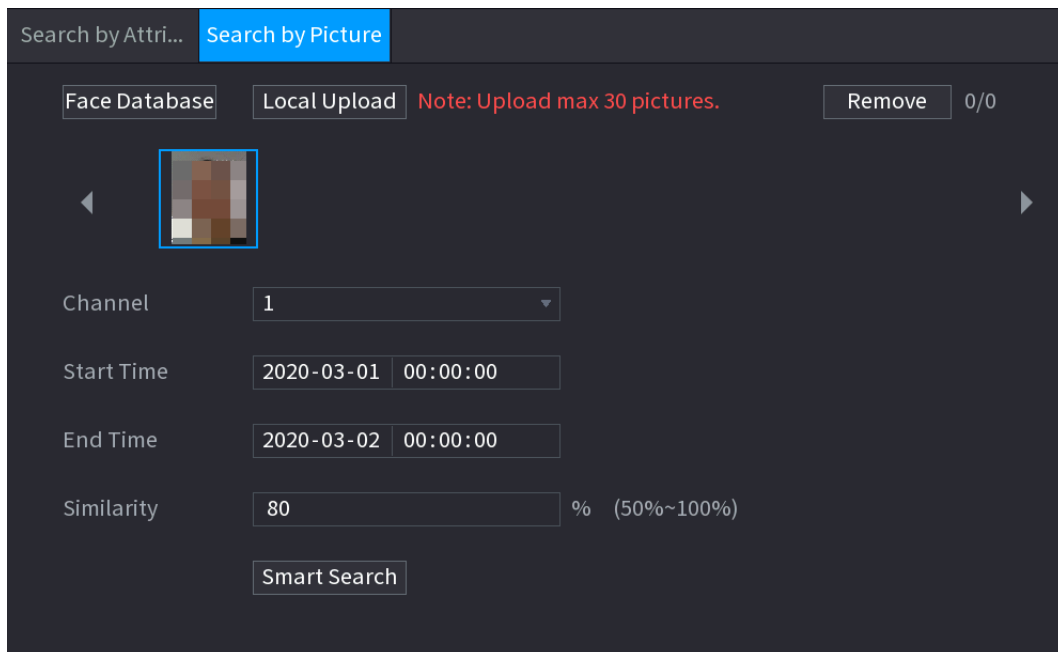 Search by Attri... Search by Picture
Face Database Local Upload Note: Upload max 30 pictures. Remove 0/0
Channel 1
Start Time 2020-03-01 00:00:00
End Time 2020-03-02 00:00:00
Similarity 80 % (50%~100%)
Smart Search